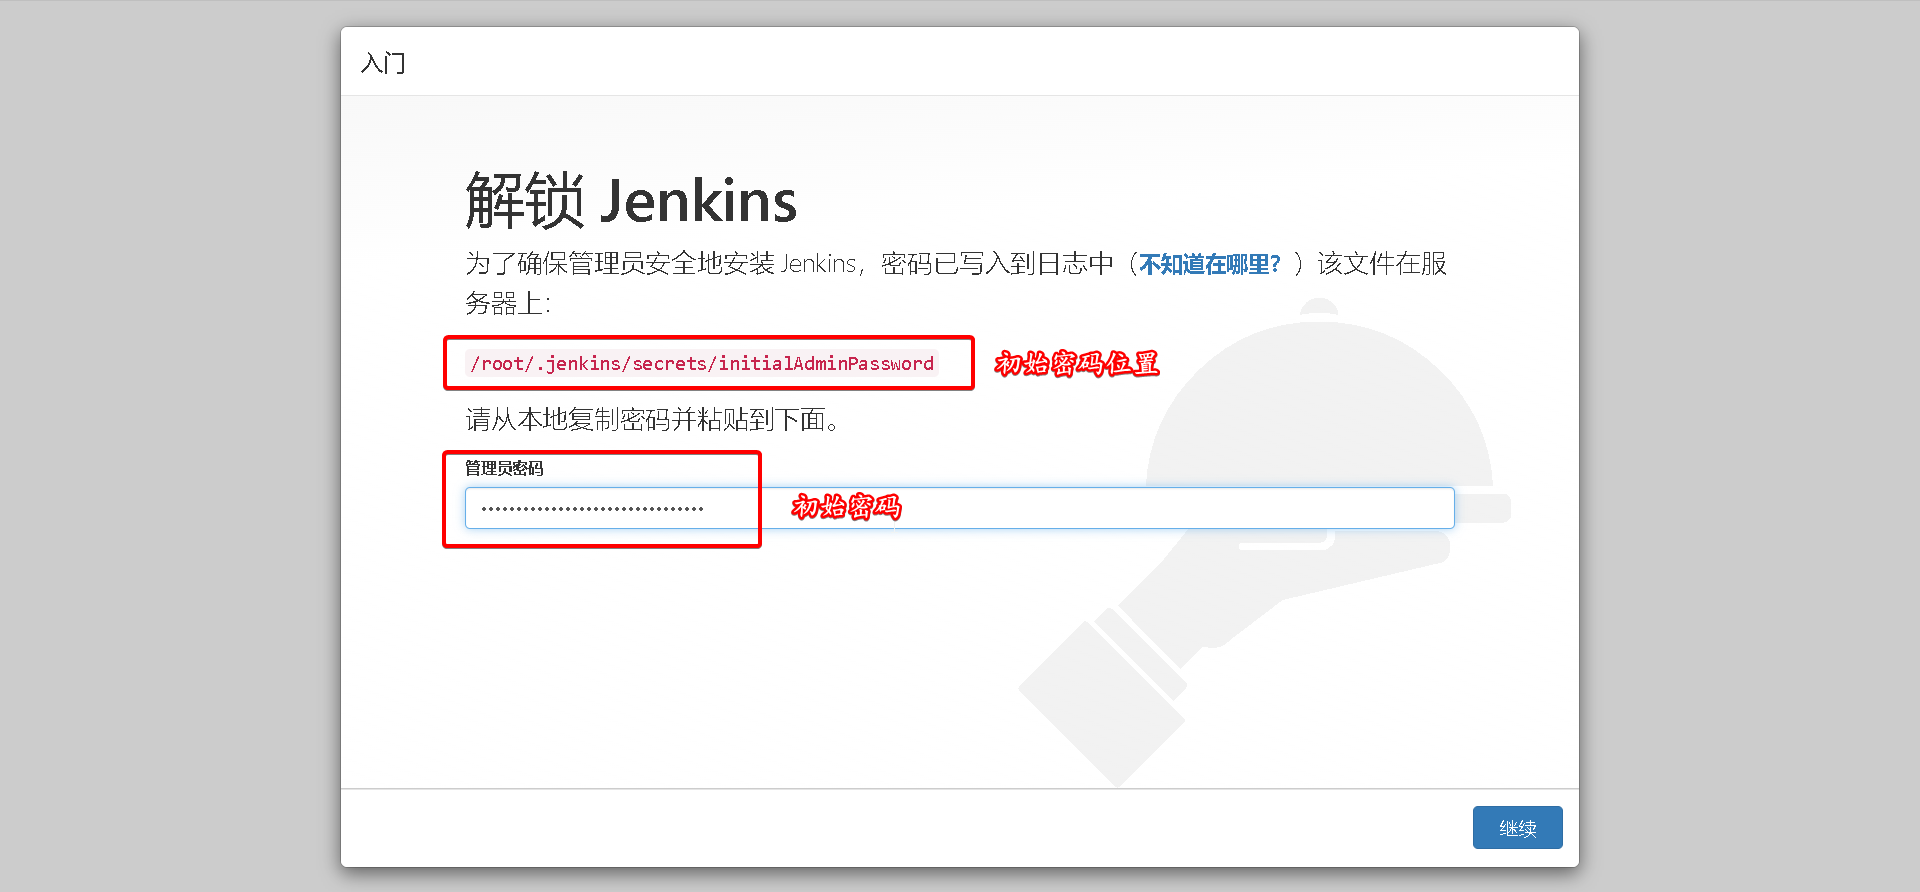 入门
解锁 Jenkins
为了确保管理员安全地安装 Jenkins，密码已写入到日志中（不知道在哪里？）该文件在服
务器上：
/root/.jenkins/secrets/initialAdminPassword
初始密码位置
请从本地复制密码并粘贴到下面。
管理员密码
••••••••••••••••••••••••••••••••
初始密码
继续